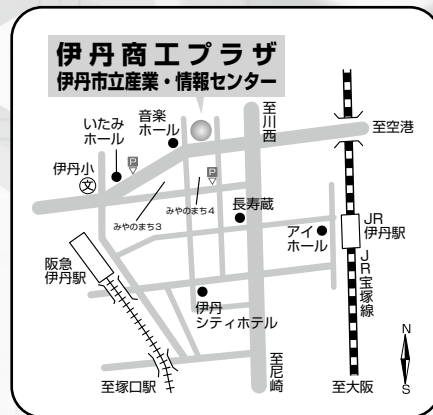 伊丹商工プラザ
伊丹市立産業・情報センター
音楽
ホール
いたみ
ホール
伊丹小
文
P
P
至川西
至空港
みやのまち3
みやのまち4
長寿蔵
アイ
ホール
JR
伊丹駅
JR宝塚線
阪急
伊丹駅
伊丹
シティホテル
至塚口駅
至尼崎
至大阪
N
S